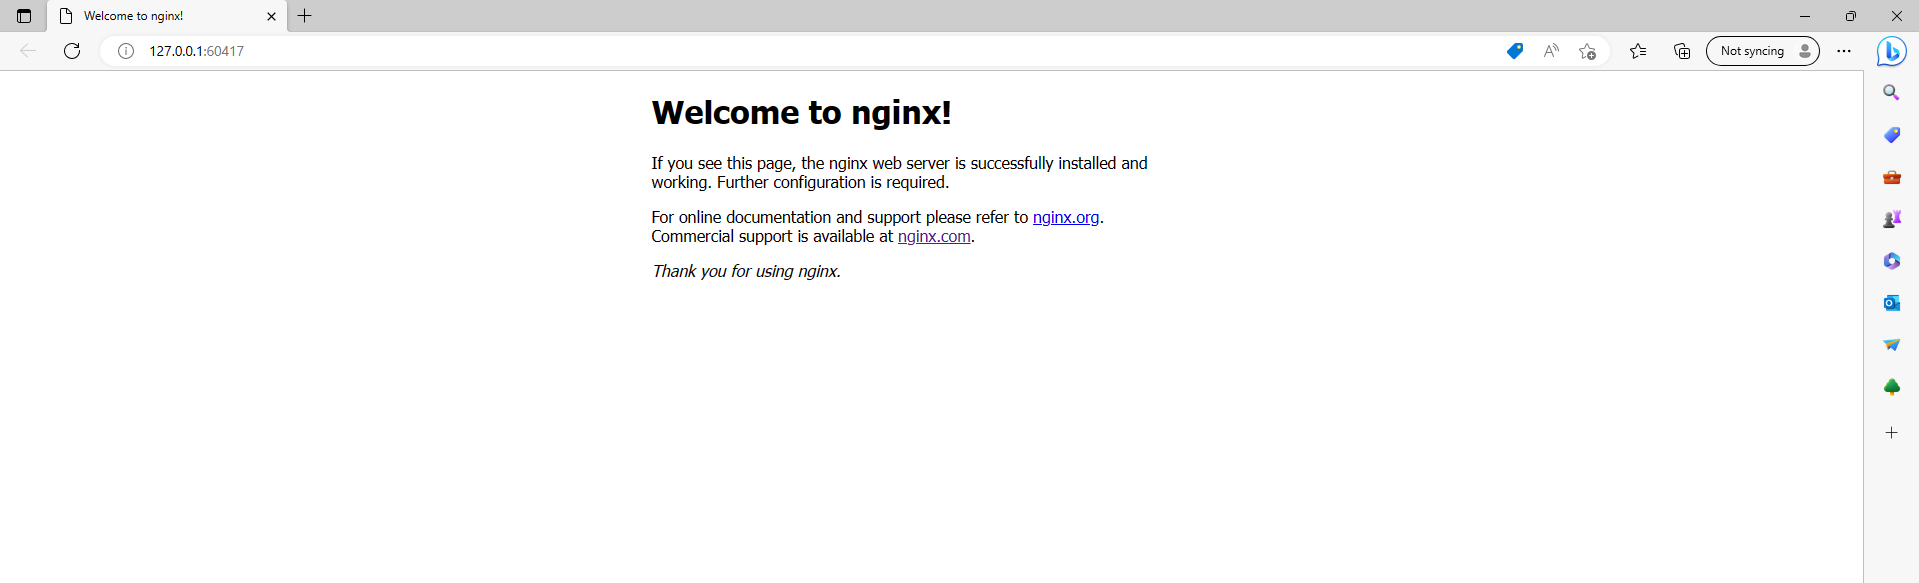 Welcome to nginx!
127.0.0.1:60417
Not syncing
Welcome to nginx!
If you see this page, the nginx web server is successfully installed and
working. Further configuration is required.
For online documentation and support please refer to nginx.org.
Commercial support is available at nginx.com.
Thank you for using nginx.